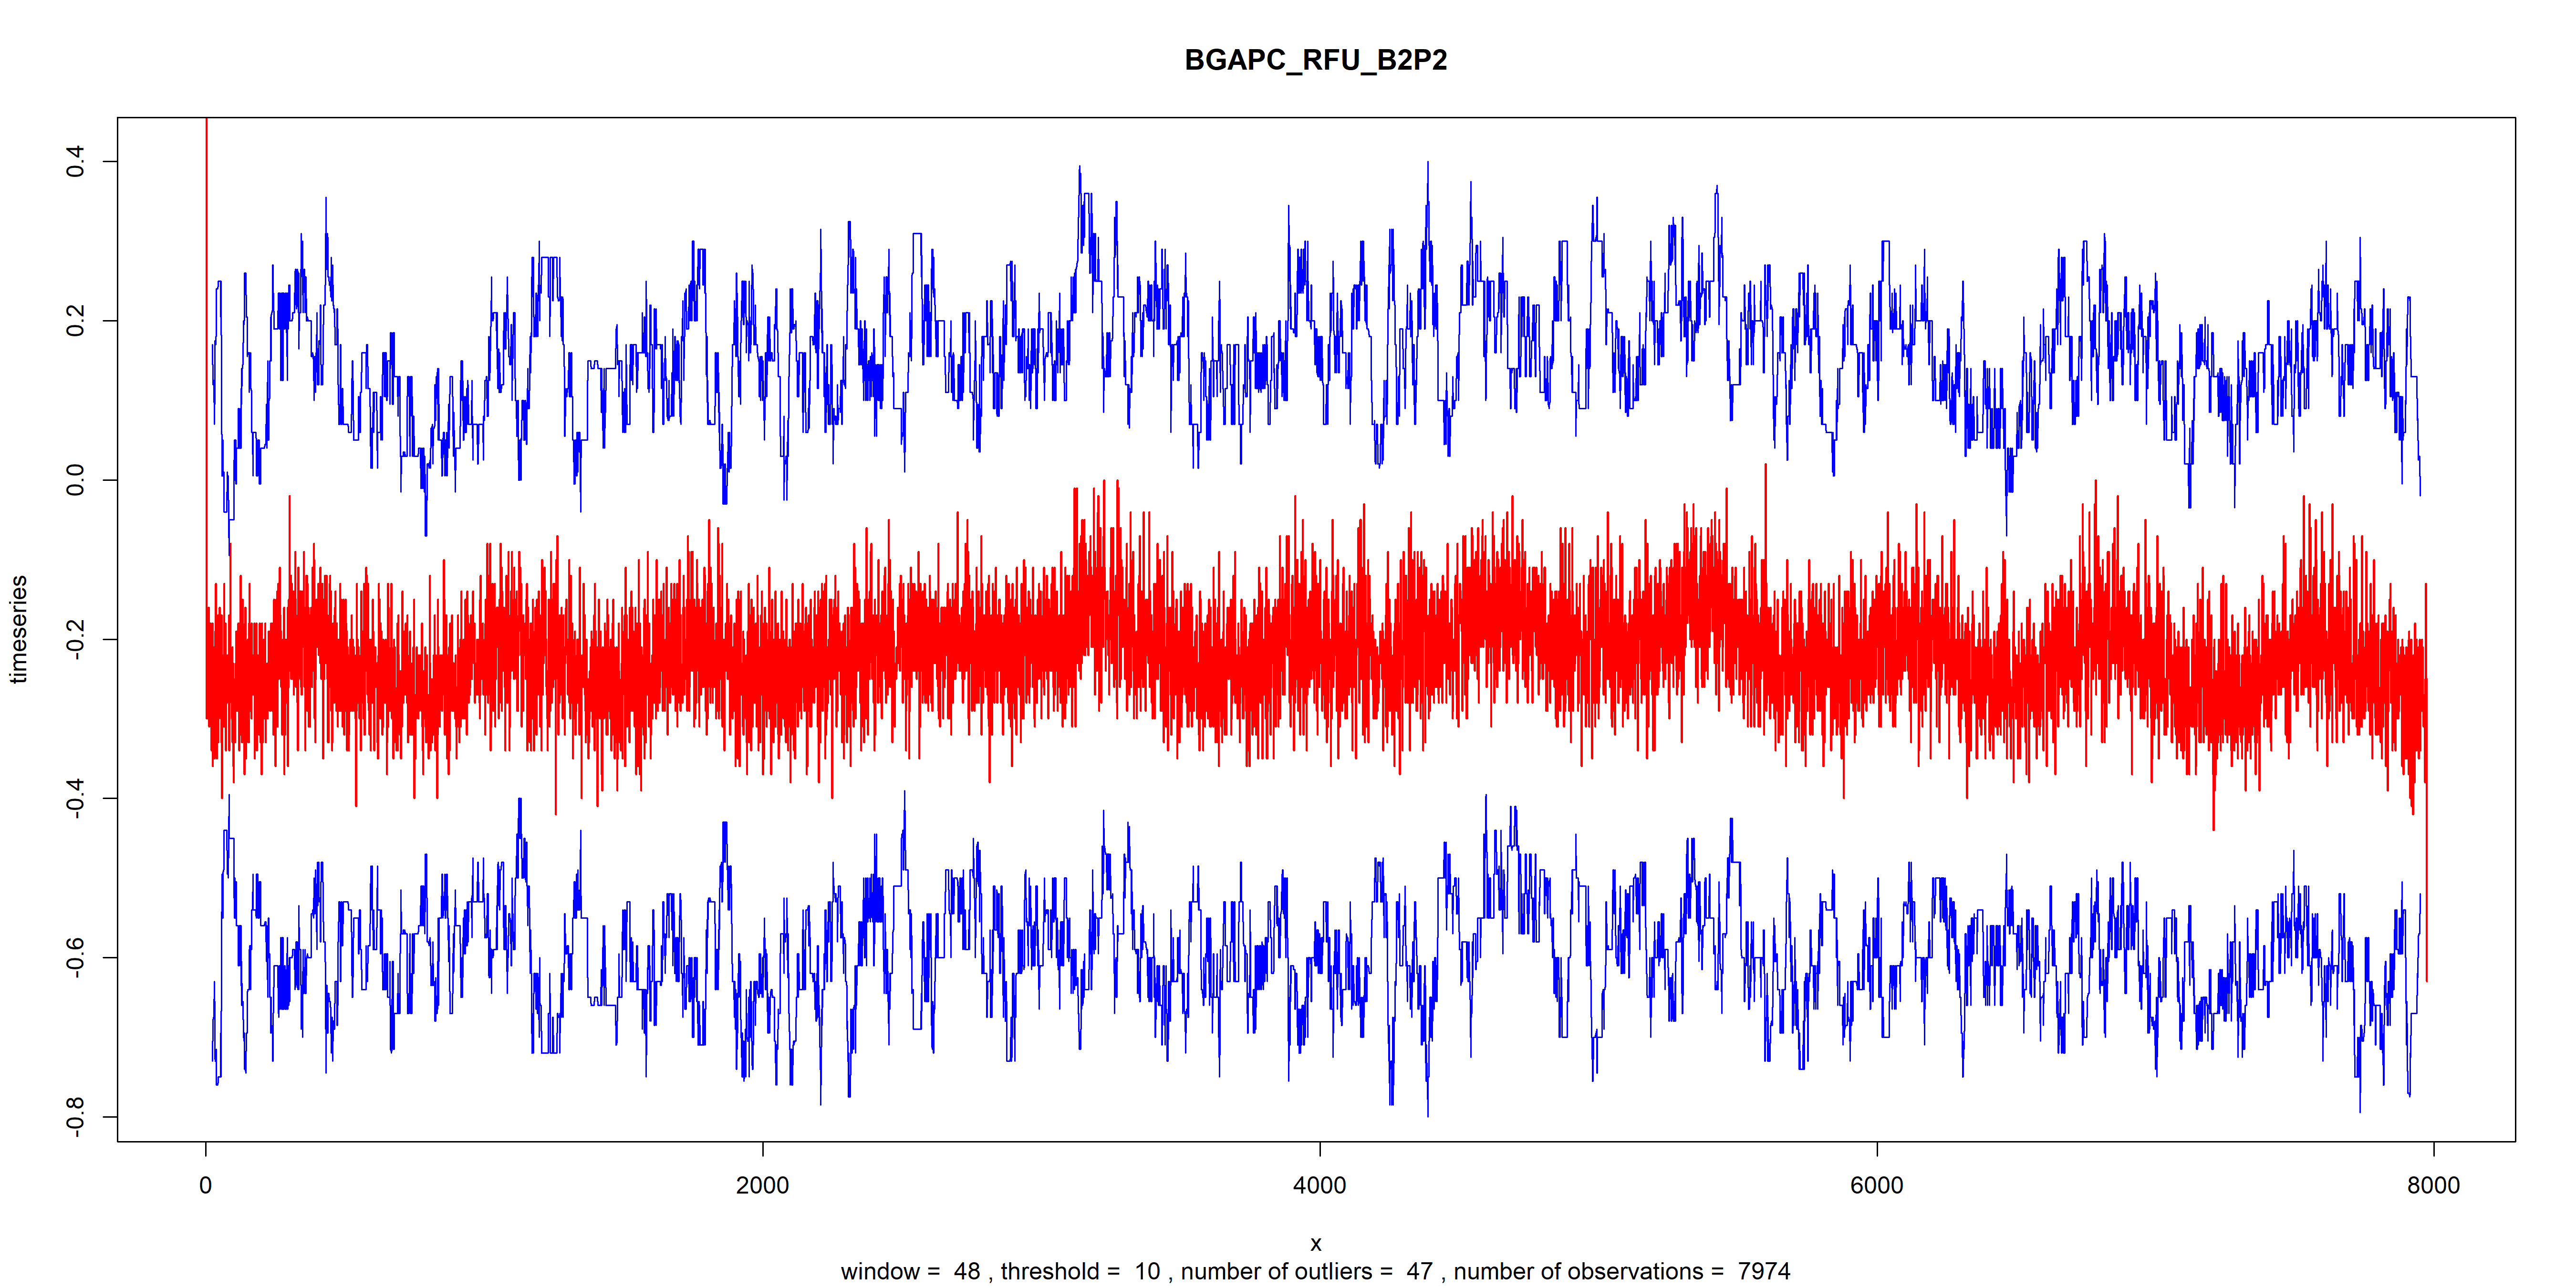 BGAPC_RFU_B2P2
timeseries
0.4
0.2
0.0
-0.2
-0.4
-0.6
-0.8
0 2000 4000 6000 8000
x
window =  48 , threshold =  10 , number of outliers =  47 , number of observations =  7974